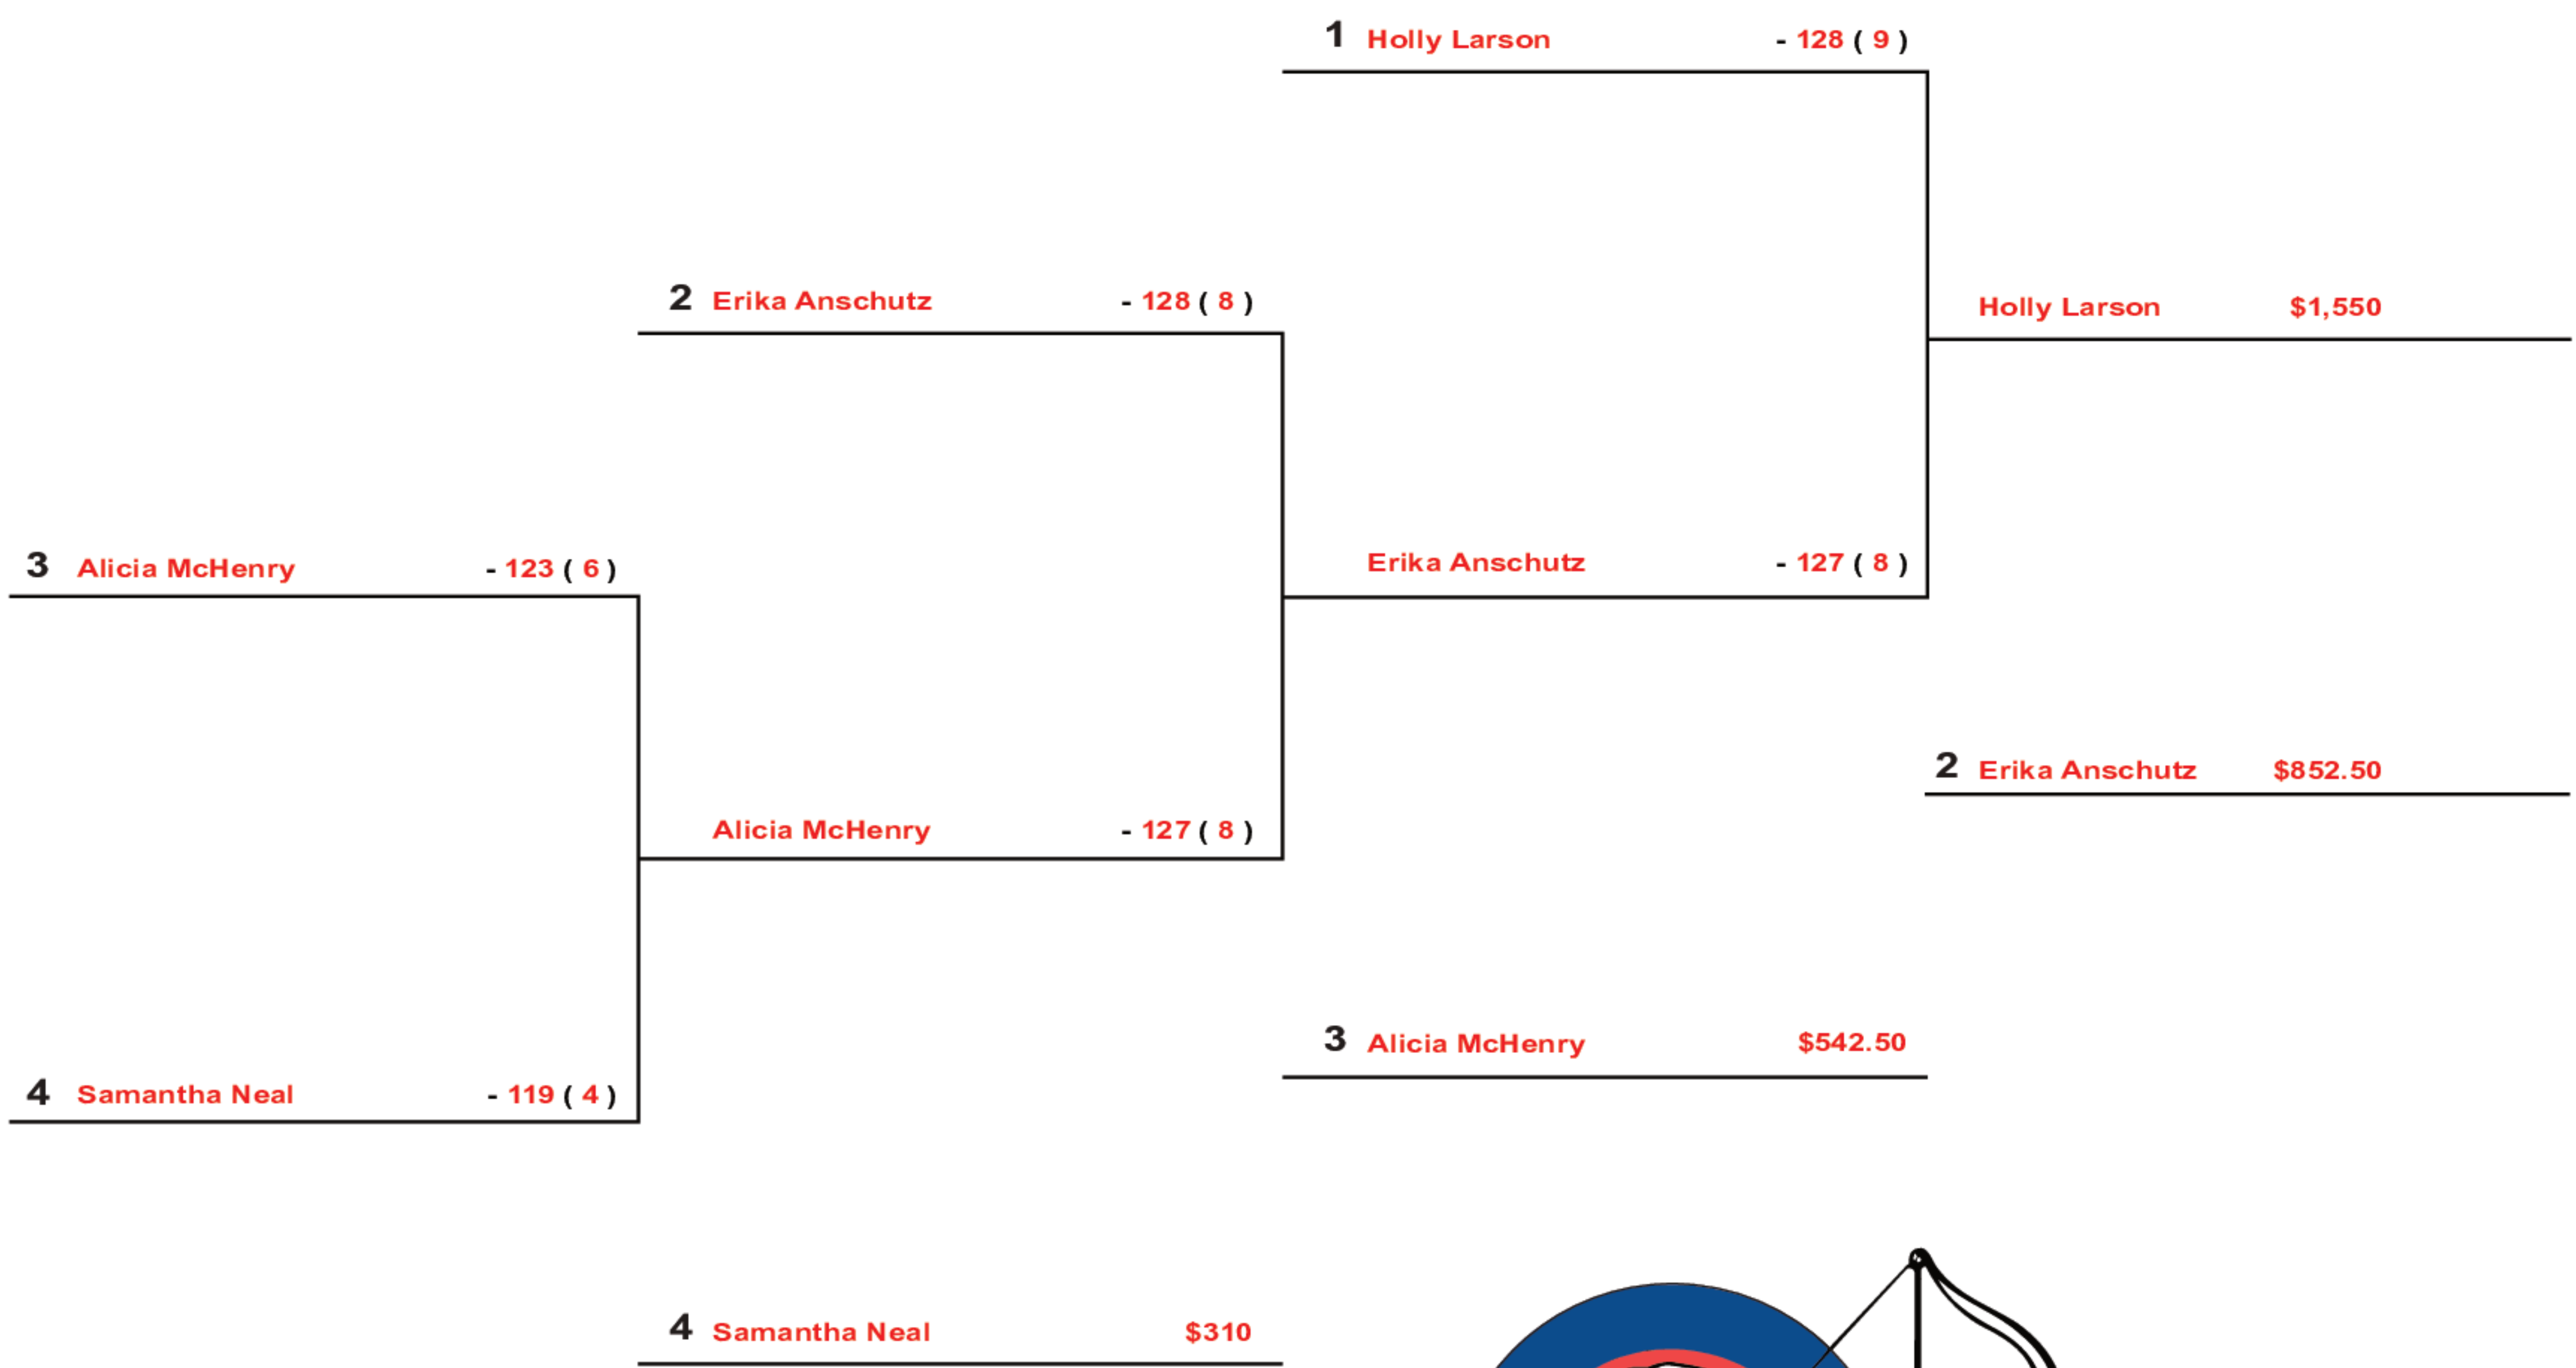 1 Holly Larson - 128 ( 9 )
2 Erika Anschutz - 128 ( 8 )
Holly Larson $1,550
3 Alicia McHenry - 123 ( 6 )
Erika Anschutz - 127 ( 8 )
2 Erika Anschutz $852.50
Alicia McHenry - 127 ( 8 )
3 Alicia McHenry $542.50
4 Samantha Neal - 119 ( 4 )
4 Samantha Neal $310